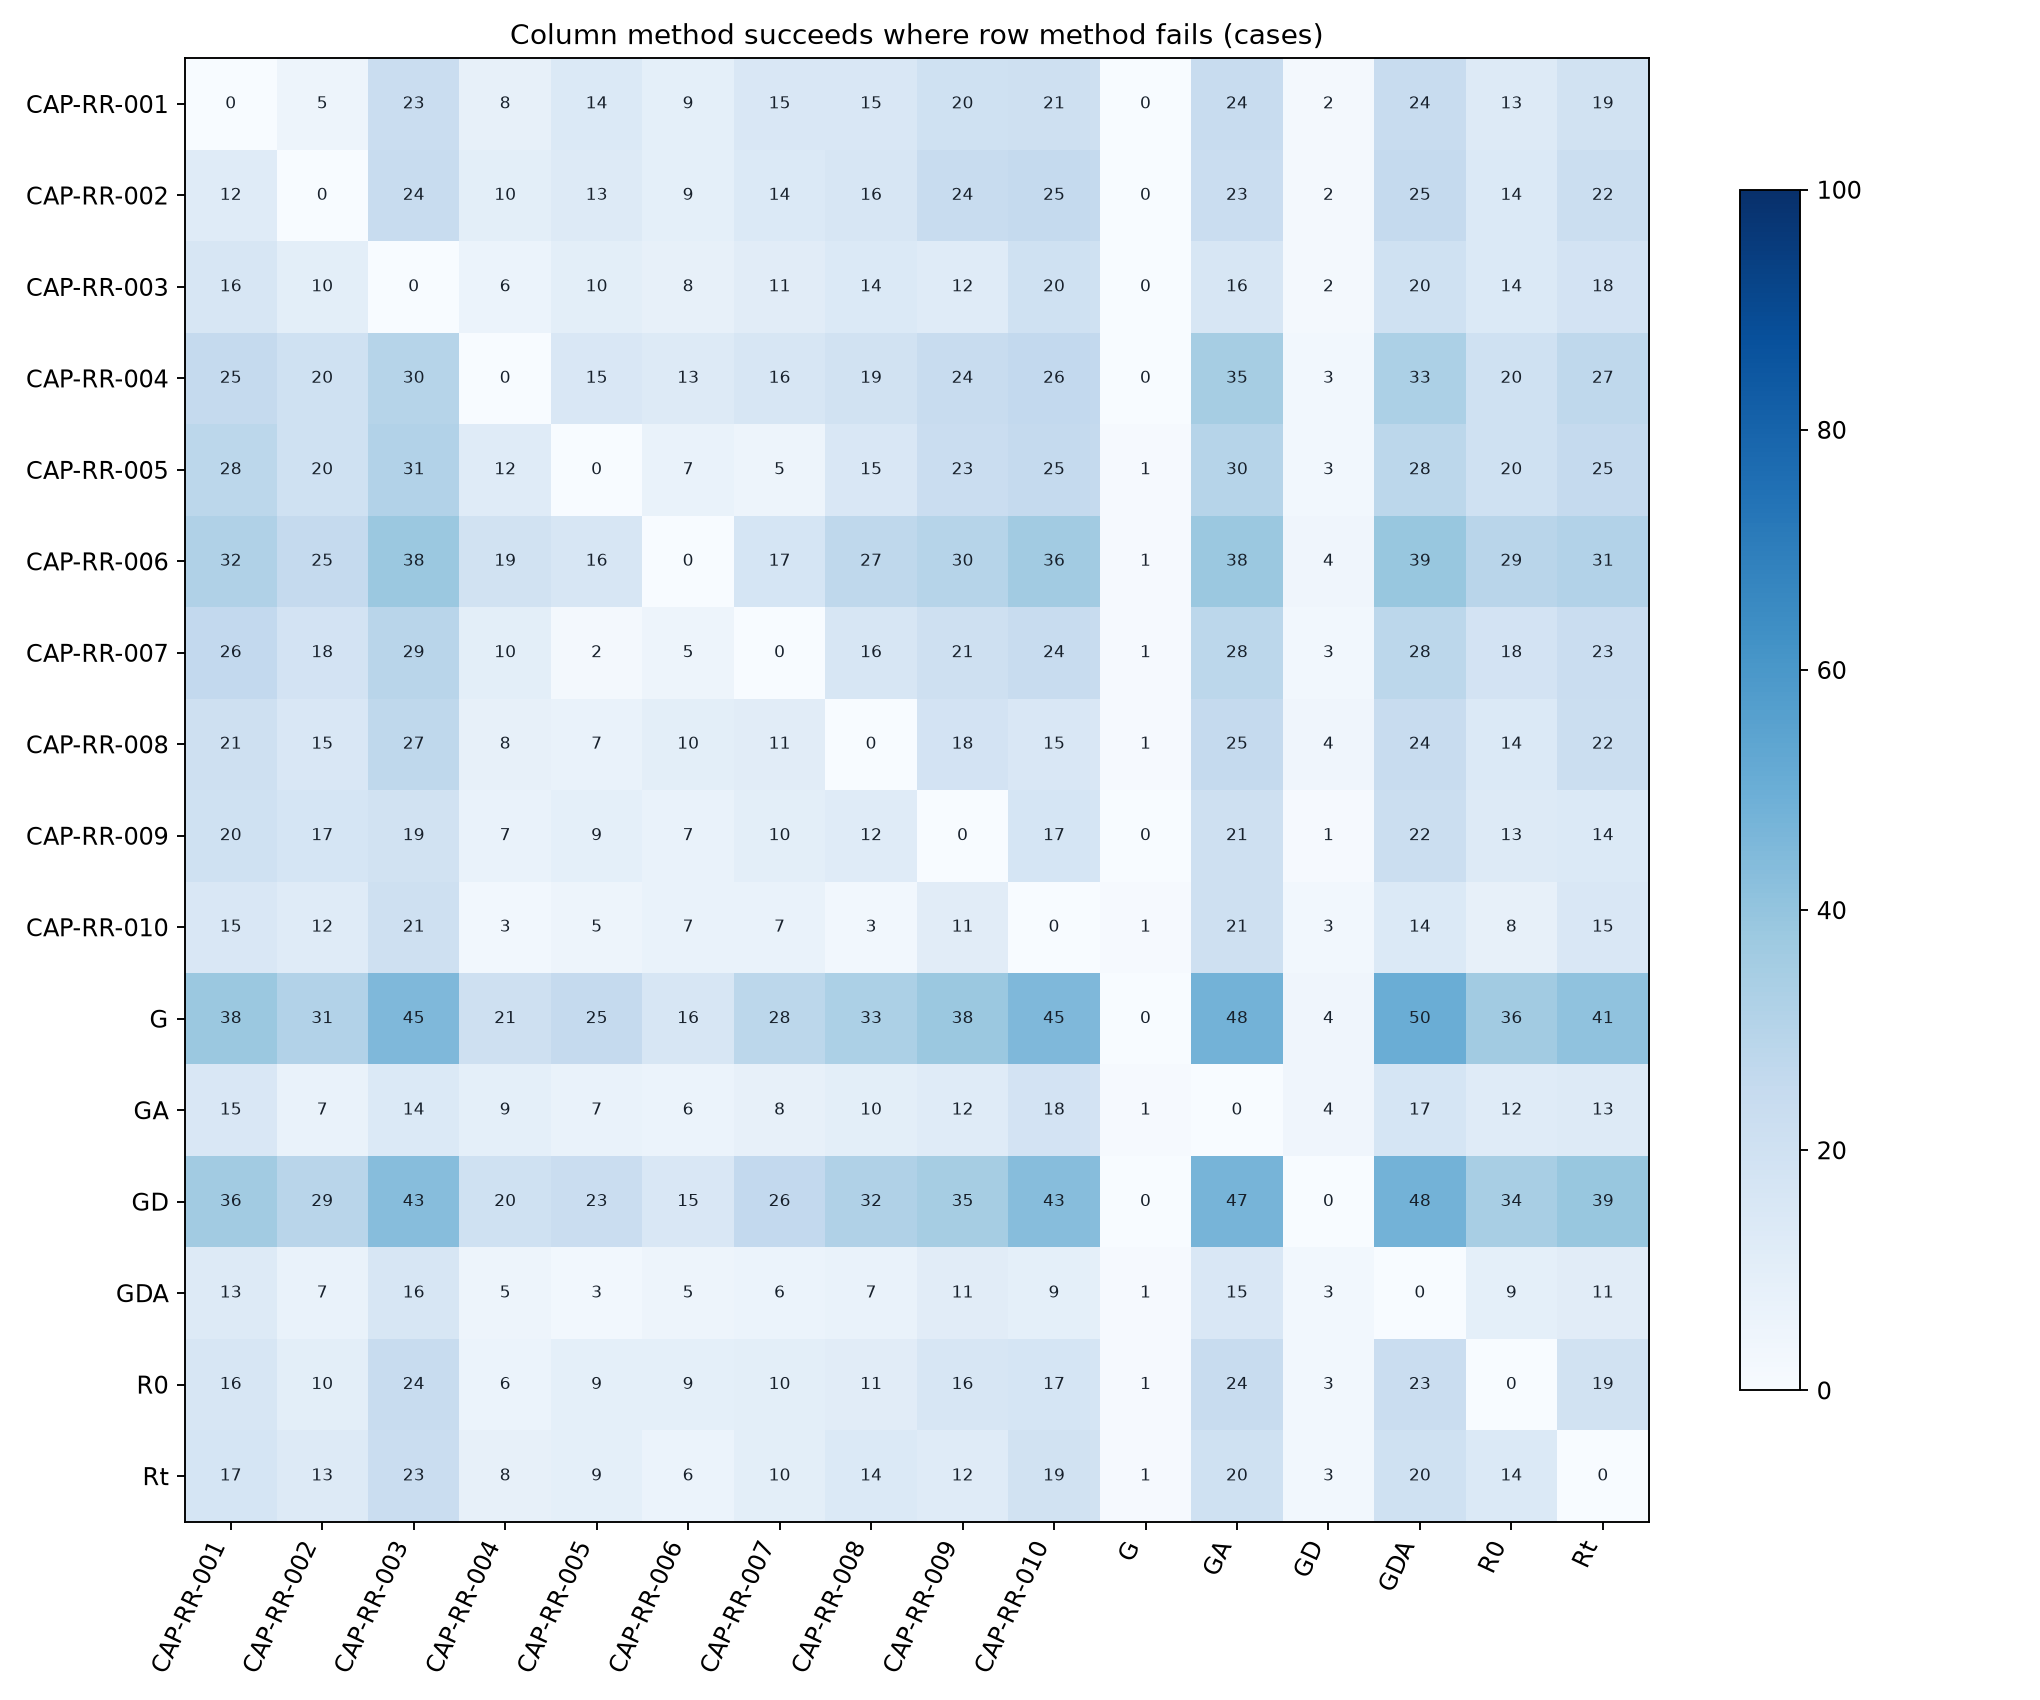 Column method succeeds where row method fails (cases)
CAP-RR-001 0 5 23 8 14 9 15 15 20 21 0 24 2 24 13 19
CAP-RR-002 12 0 24 10 13 9 14 16 24 25 0 23 2 25 14 22
CAP-RR-003 16 10 0 6 10 8 11 14 12 20 0 16 2 20 14 18
CAP-RR-004 25 20 30 0 15 13 16 19 24 26 0 35 3 33 20 27
CAP-RR-005 28 20 31 12 0 7 5 15 23 25 1 30 3 28 20 25
CAP-RR-006 32 25 38 19 16 0 17 27 30 36 1 38 4 39 29 31
CAP-RR-007 26 18 29 10 2 5 0 16 21 24 1 28 3 28 18 23
CAP-RR-008 21 15 27 8 7 10 11 0 18 15 1 25 4 24 14 22
CAP-RR-009 20 17 19 7 9 7 10 12 0 17 0 21 1 22 13 14
CAP-RR-010 15 12 21 3 5 7 7 3 11 0 1 21 3 14 8 15
G 38 31 45 21 25 16 28 33 38 45 0 48 4 50 36 41
GA 15 7 14 9 7 6 8 10 12 18 1 0 4 17 12 13
GD 36 29 43 20 23 15 26 32 35 43 0 47 0 48 34 39
GDA 13 7 16 5 3 5 6 7 11 9 1 15 3 0 9 11
R0 16 10 24 6 9 9 10 11 16 17 1 24 3 23 0 19
Rt 17 13 23 8 9 6 10 14 12 19 1 20 3 20 14 0
CAP-RR-001 CAP-RR-002 CAP-RR-003 CAP-RR-004 CAP-RR-005 CAP-RR-006 CAP-RR-007 CAP-RR-008 CAP-RR-009 CAP-RR-010 G GA GD GDA R0 Rt
100
80
60
40
20
0